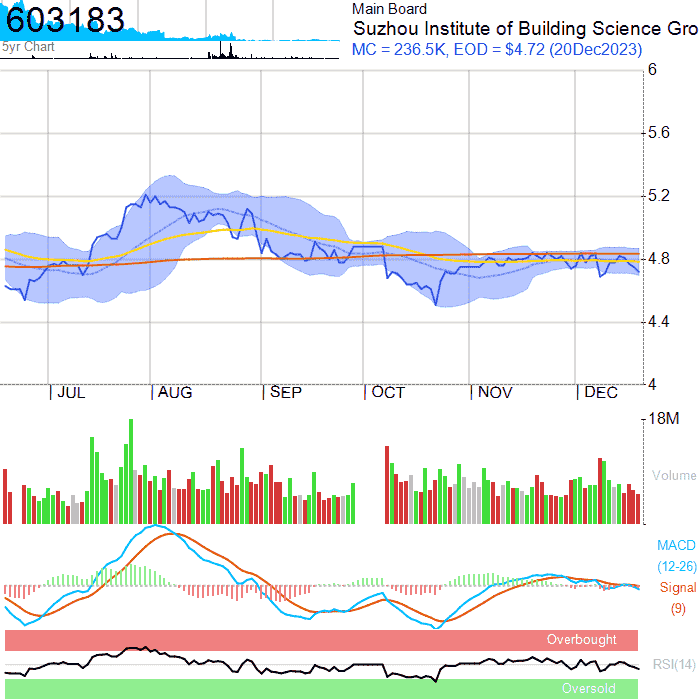 603183
5yr Chart
Main Board
Suzhou Institute of Building Science Gro
MC = 236.5K, EOD = $4.72 (20Dec2023)
6
5.6
5.2
4.8
4.4
4
JUL AUG SEP OCT NOV DEC
18M
Volume
MACD
(12-26)
Signal
(9)
Overbought
RSI(14)
Oversold